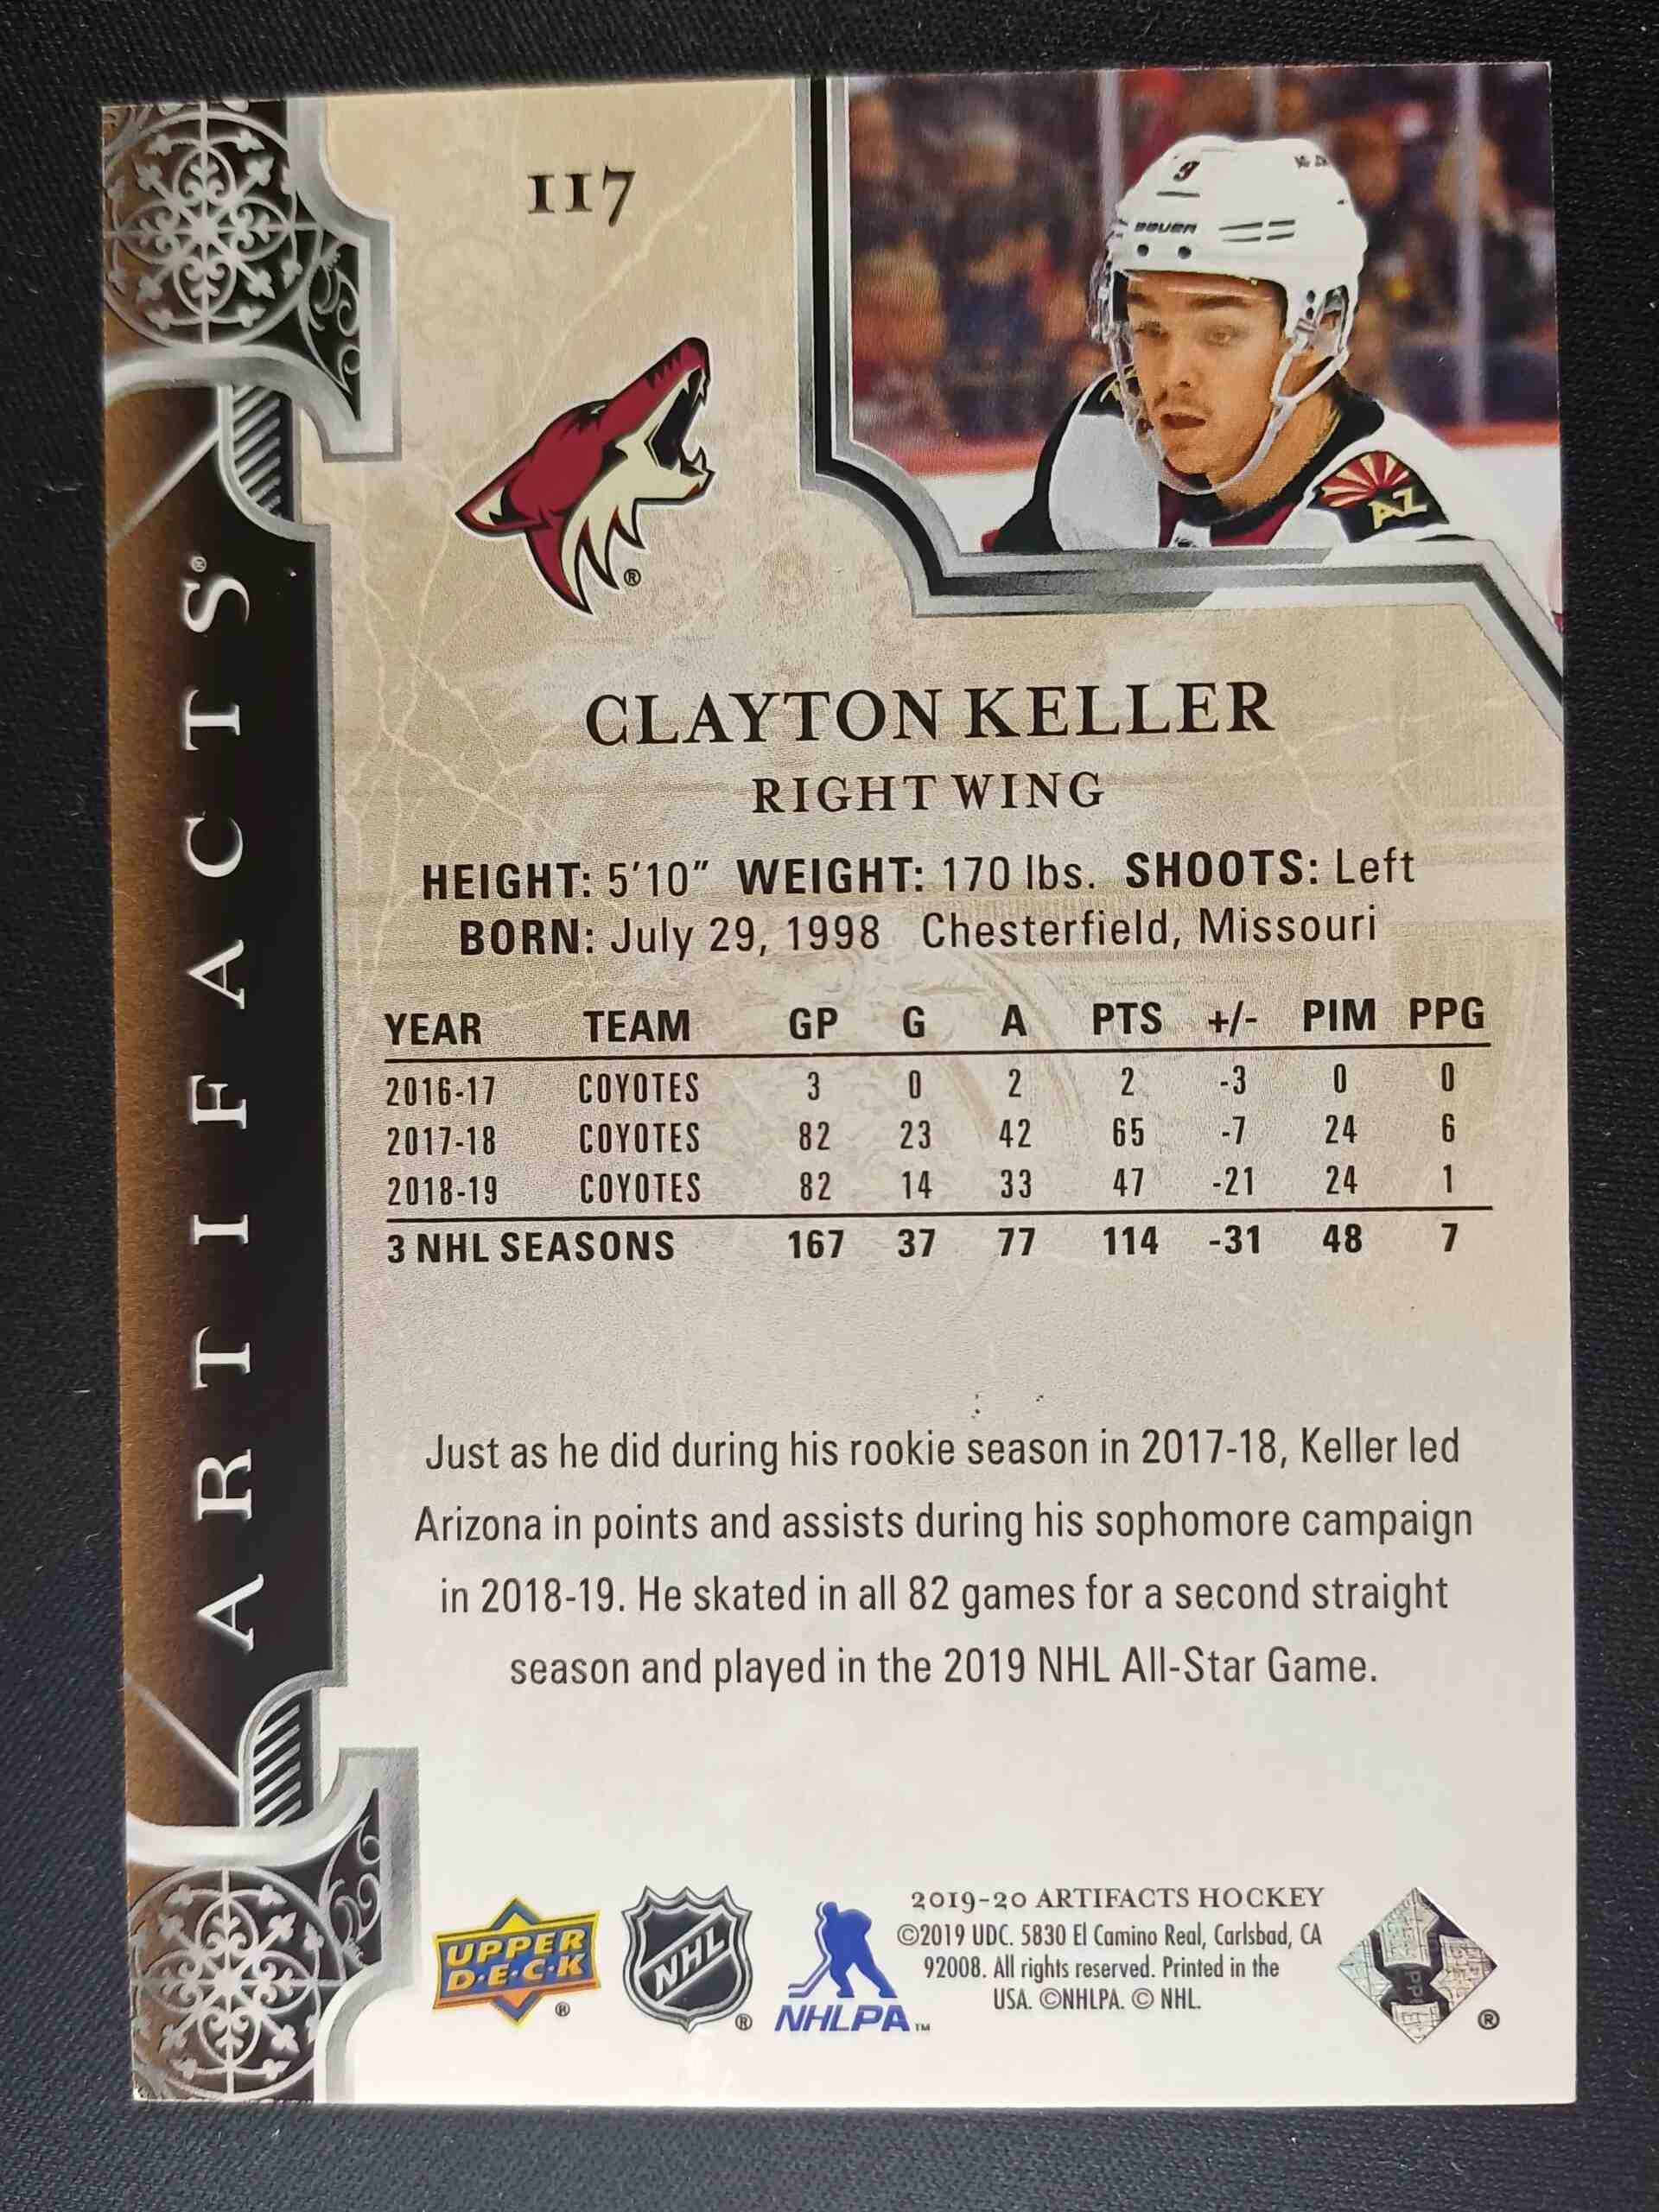 117
9
BAUER
AZ
ARTIFACTS®
®
CLAYTON KELLER
RIGHT WING
HEIGHT: 5'10" WEIGHT: 170 lbs. SHOOTS: Left
BORN: July 29, 1998 Chesterfield, Missouri
YEAR TEAM GP G A PTS +/- PIM PPG
2016-17 COYOTES 3 0 2 2 -3 0 0
2017-18 COYOTES 82 23 42 65 -7 24 6
2018-19 COYOTES 82 14 33 47 -21 24 1
3 NHL SEASONS 167 37 77 114 -31 48 7
Just as he did during his rookie season in 2017-18, Keller led
Arizona in points and assists during his sophomore campaign
in 2018-19. He skated in all 82 games for a second straight
season and played in the 2019 NHL All-Star Game.
UPPER
D·E·C·K
®
NHL
®
NHLPA™
2019-20 ARTIFACTS HOCKEY
©2019 UDC. 5830 El Camino Real, Carlsbad, CA
92008. All rights reserved. Printed in the
USA. ©NHLPA. © NHL.
®